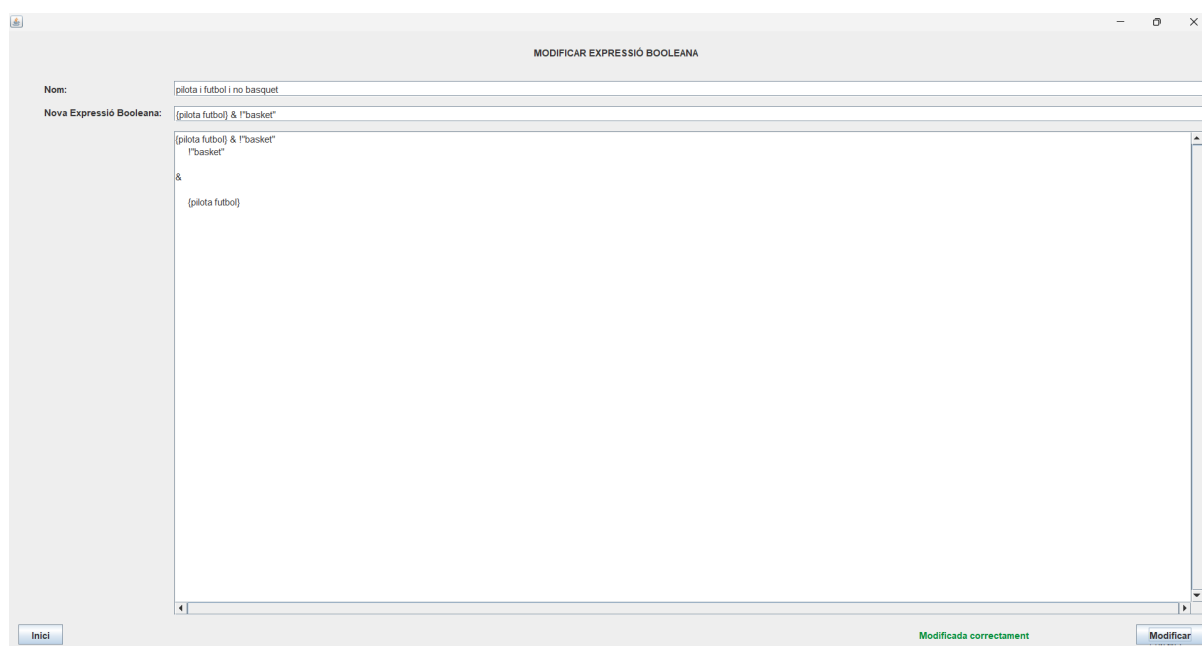 MODIFICAR EXPRESSIÓ BOOLEANA
Nom: pilota i futbol i no basquet
Nova Expressió Booleana: {pilota futbol} & !"basket"
{pilota futbol} & !"basket"
!"basket"
&
{pilota futbol}
Inici Modificada correctament Modificar